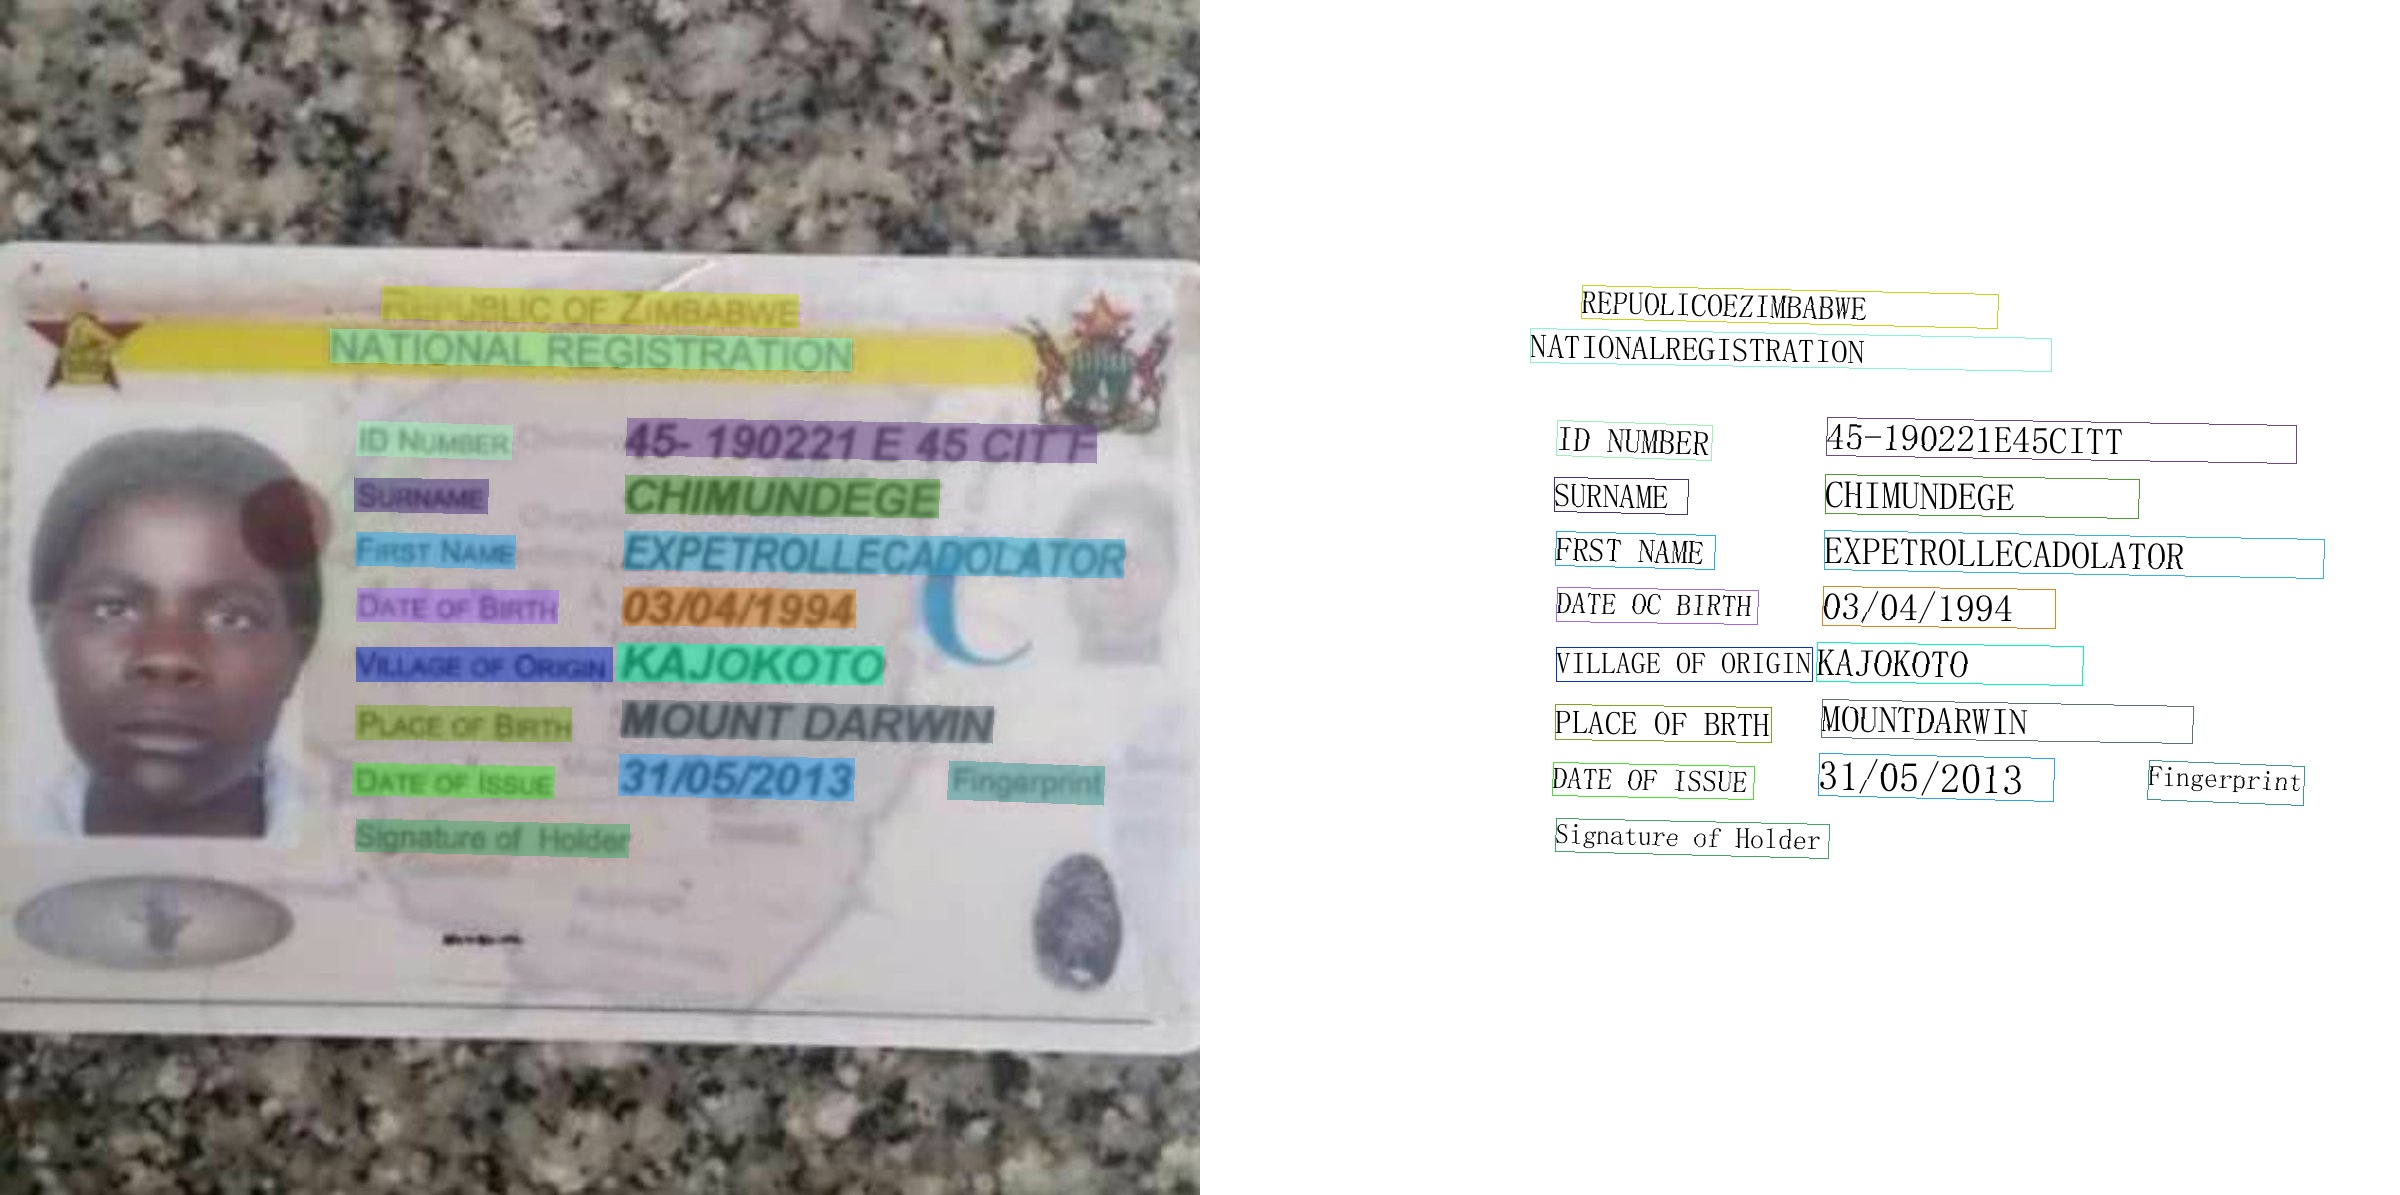 REPUBLIC OF ZIMBABWE
NATIONAL REGISTRATION
ID NUMBER 45- 190221 E 45 CIT F
SURNAME CHIMUNDEGE
FIRST NAME EXPETROLLECADOLATOR
DATE OF BIRTH 03/04/1994
VILLAGE OF ORIGIN KAJOKOTO
PLACE OF BIRTH MOUNT DARWIN
DATE OF ISSUE 31/05/2013 Fingerprint
Signature of Holder
REPUOLICOEZIMBABWE
NATIONALREGISTRATION
ID NUMBER 45-190221E45CITT
SURNAME CHIMUNDEGE
FRST NAME EXPETROLLECADOLATOR
DATE OC BIRTH 03/04/1994
VILLAGE OF ORIGIN KAJOKOTO
PLACE OF BRTH MOUNTDARWIN
DATE OF ISSUE 31/05/2013 Fingerprint
Signature of Holder